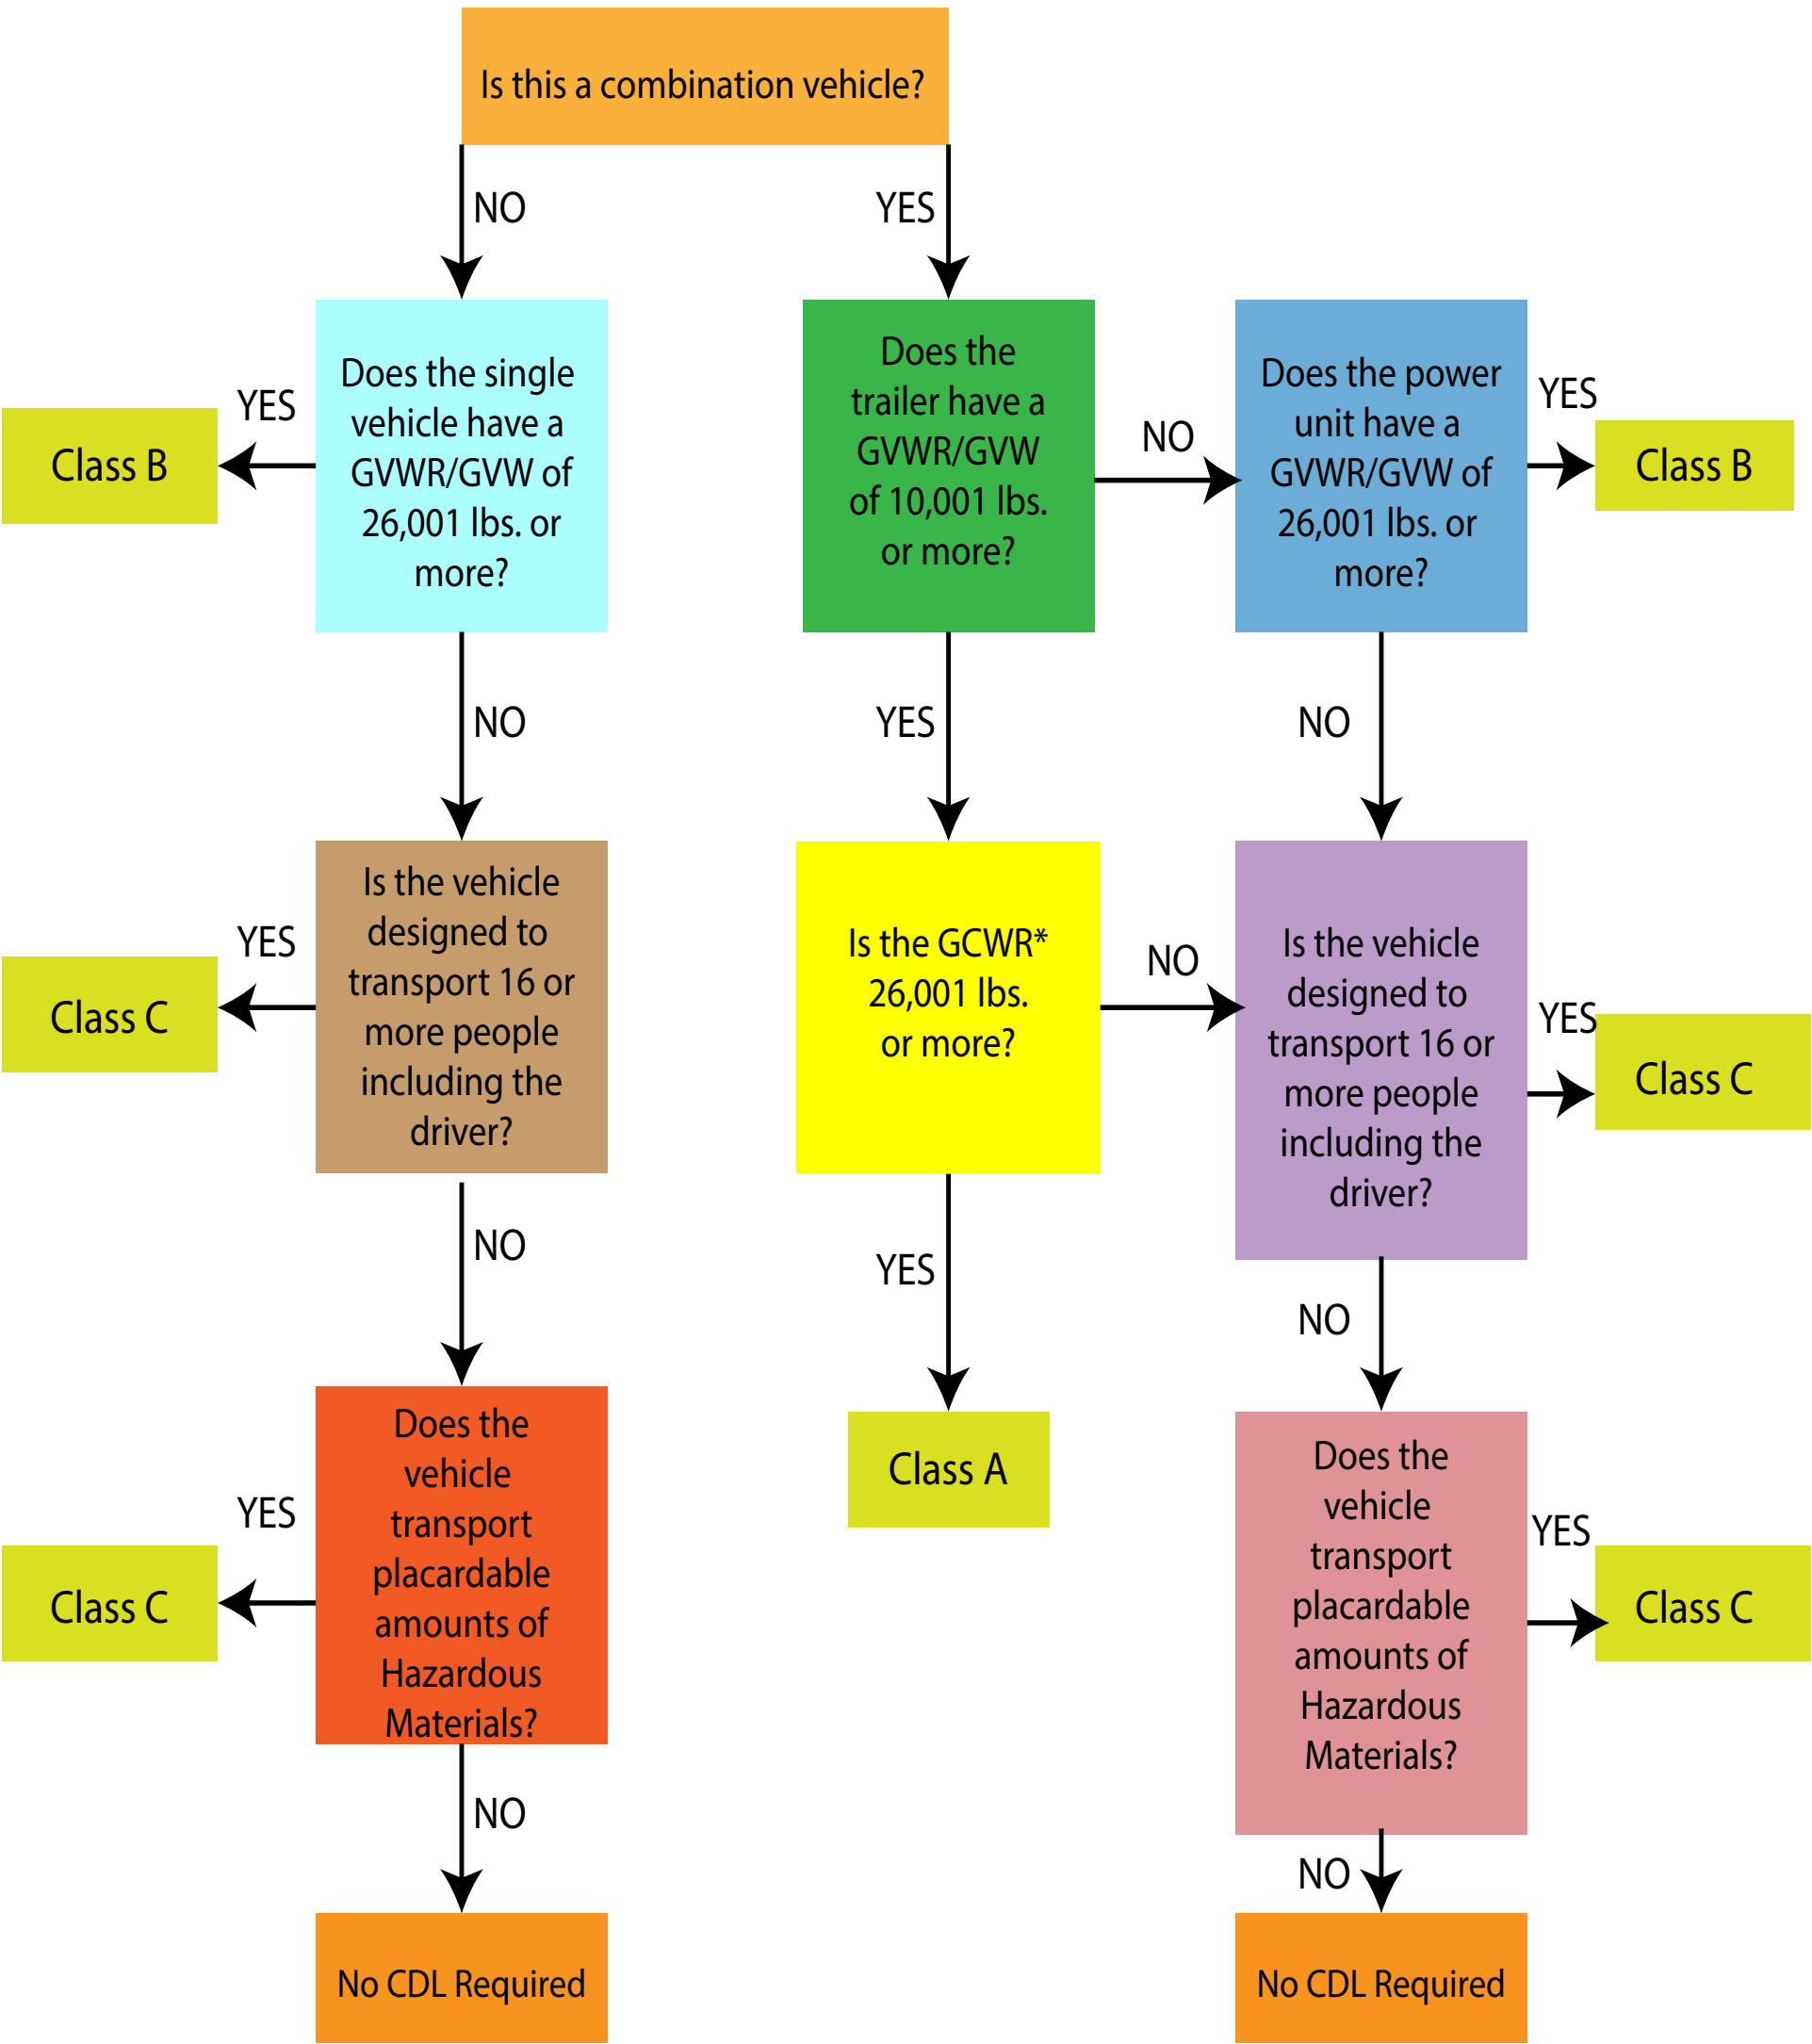 Is this a combination vehicle?
NO
YES
Does the single
vehicle have a
GVWR/GVW of
26,001 lbs. or
more?
YES
Class B
Does the
trailer have a
GVWR/GVW
of 10,001 lbs.
or more?
NO
Does the power
unit have a
GVWR/GVW of
26,001 lbs. or
more?
YES
Class B
NO
YES
NO
Is the vehicle
designed to
transport 16 or
more people
including the
driver?
YES
Class C
Is the GCWR*
26,001 lbs.
or more?
NO
Is the vehicle
designed to
transport 16 or
more people
including the
driver?
YES
Class C
NO
YES
NO
Does the
vehicle
transport
placardable
amounts of
Hazardous
Materials?
YES
Class C
Class A
Does the
vehicle
transport
placardable
amounts of
Hazardous
Materials?
YES
Class C
NO
NO
No CDL Required
No CDL Required